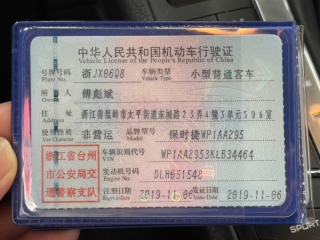 中华人民共和国机动车行驶证
Vehicle License of the People's Republic of China
号牌号码 浙JX0608 车辆类型 小型普通客车
Plate No. Vehicle Type
所有人 傅彪斌
Owner
住址 浙江省温岭市太平街道东城路23弄4幢3单元506室
Address
使用性质 非营运 品牌型号 保时捷WP1AA295
Use Character Model
浙江省台州
市公安局交
通警察支队
车辆识别代号 WP1AA2953KLB34464
VIN
发动机号码 DLH051548
Engine No.
注册日期 2019-11-06 发证日期 2019-11-06
Register Date Issue Date
SPORT